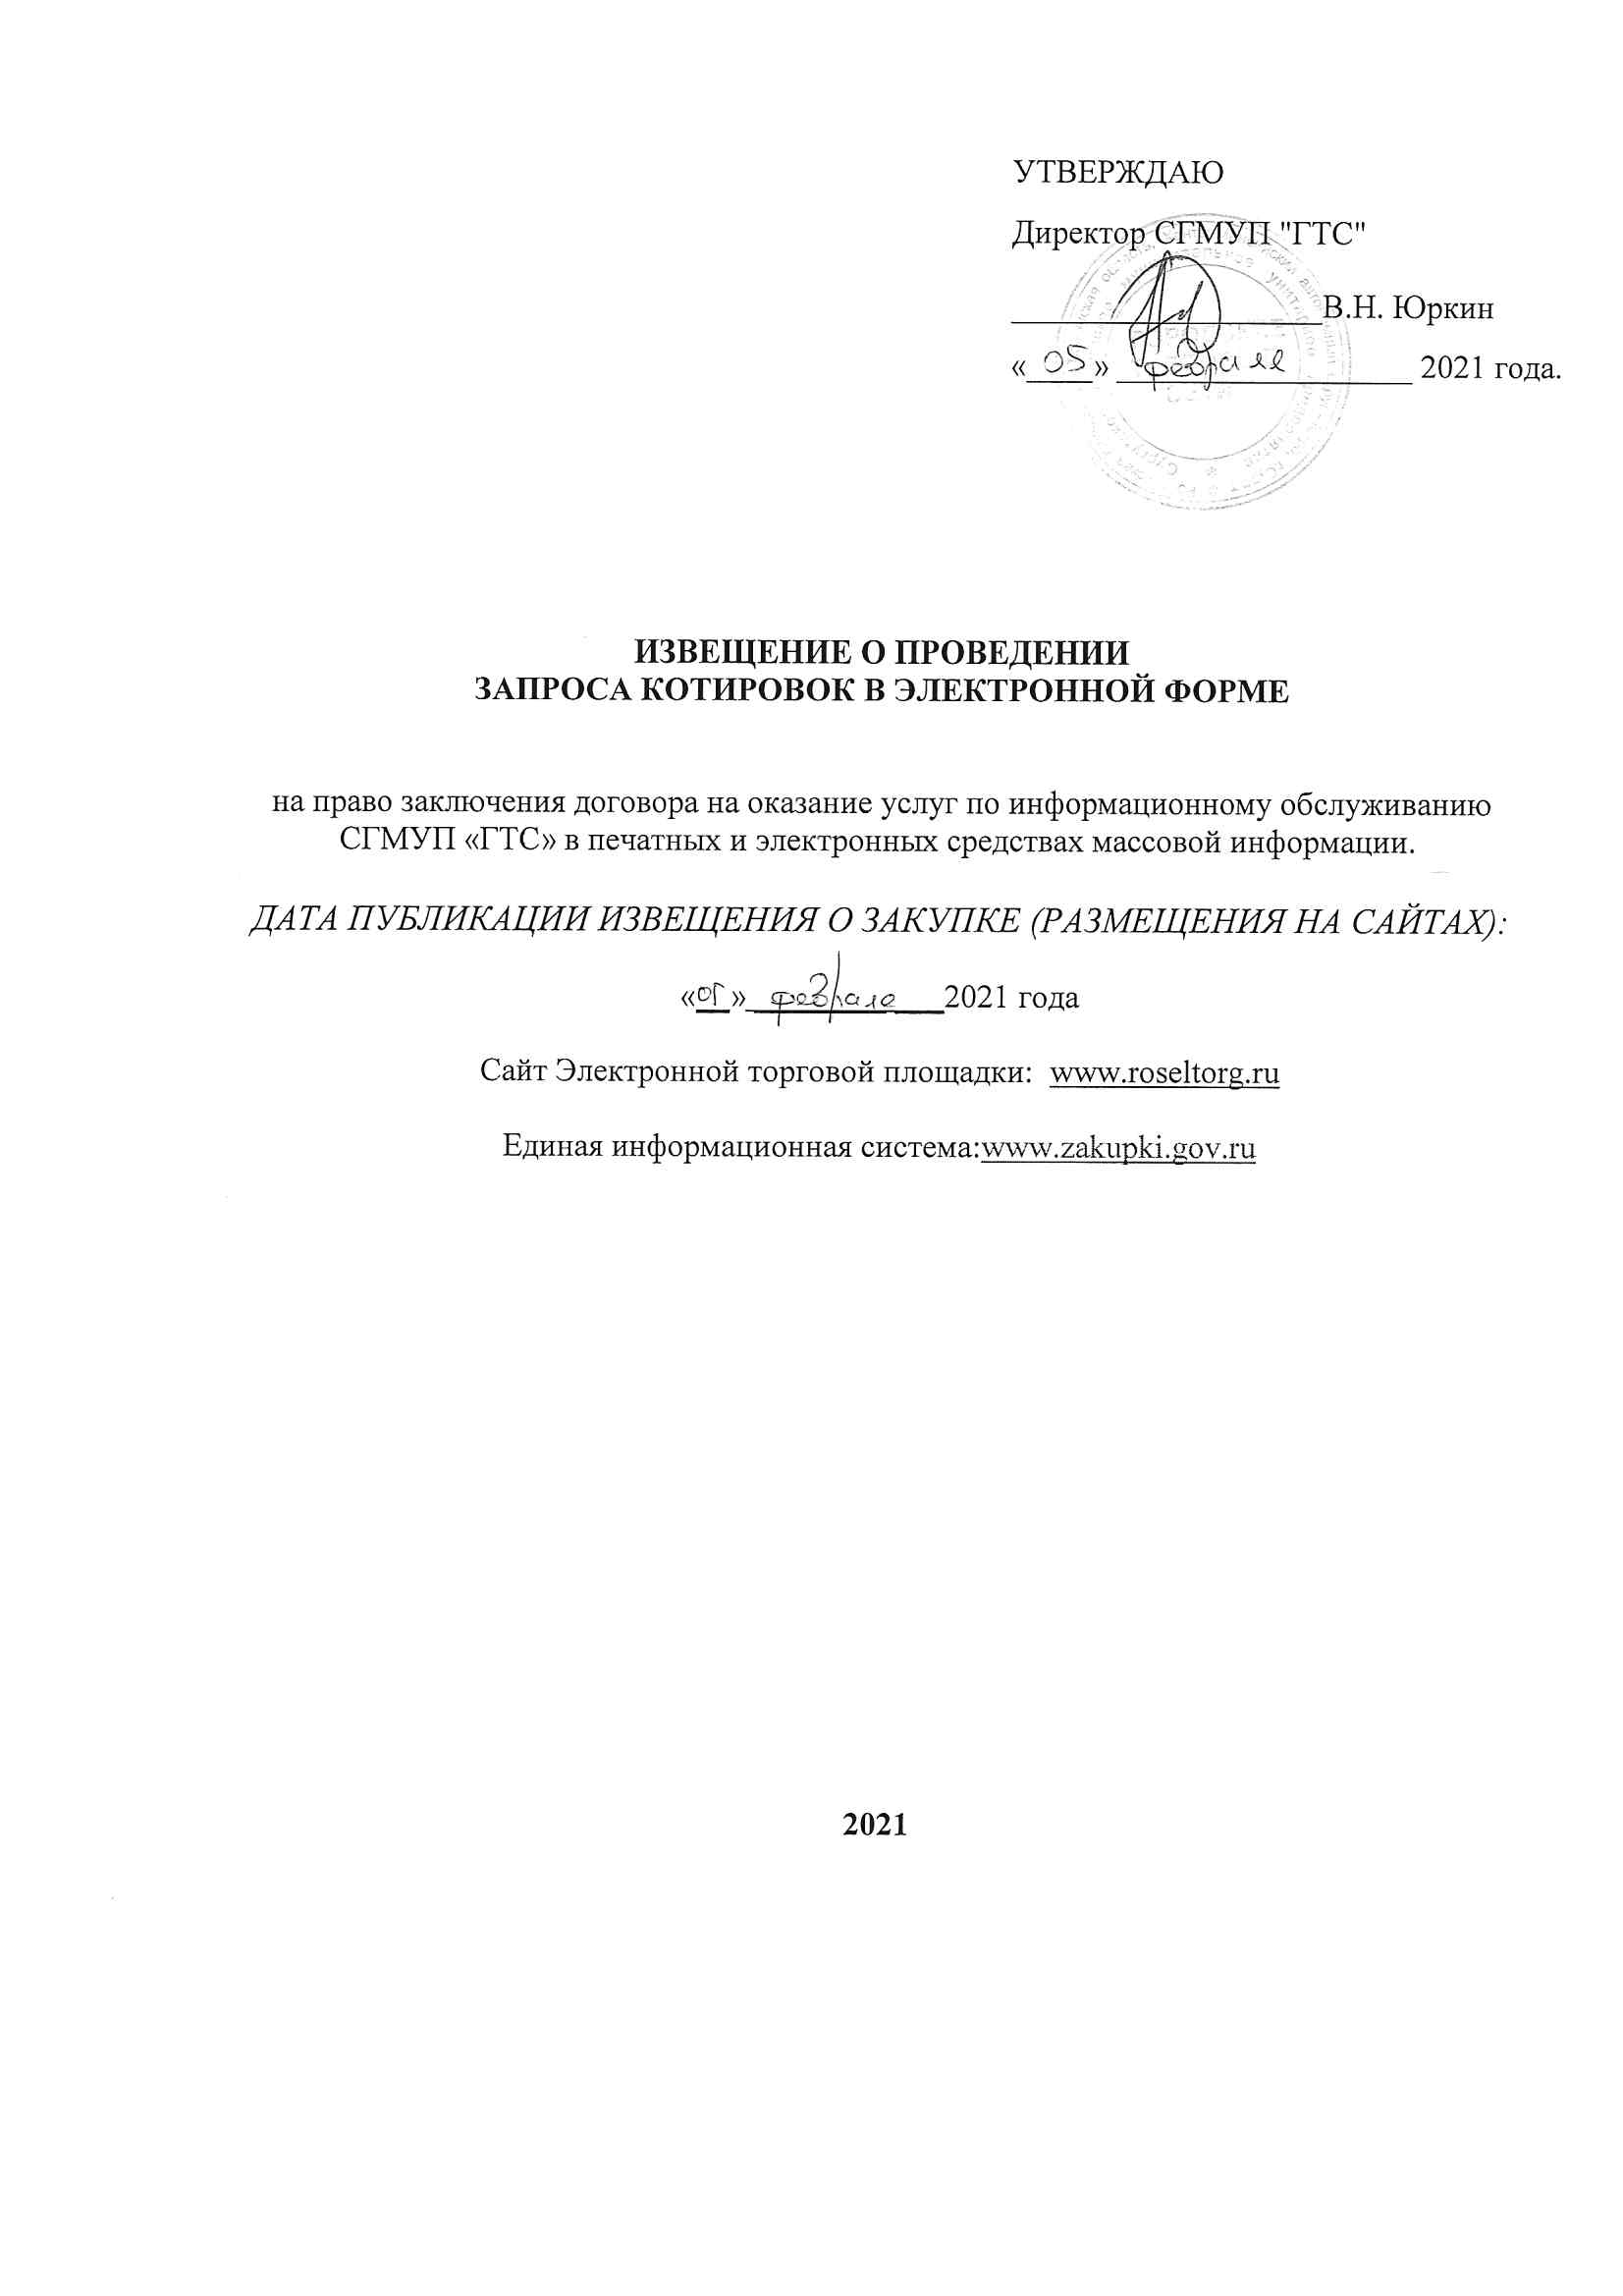 УТВЕРЖДАЮ
Директор СГМУП "ГТС"
В.Н. Юркин
«05» февраля 2021 года.
ИЗВЕЩЕНИЕ О ПРОВЕДЕНИИ
ЗАПРОСА КОТИРОВОК В ЭЛЕКТРОННОЙ ФОРМЕ
на право заключения договора на оказание услуг по информационному обслуживанию
СГМУП «ГТС» в печатных и электронных средствах массовой информации.
ДАТА ПУБЛИКАЦИИ ИЗВЕЩЕНИЯ О ЗАКУПКЕ (РАЗМЕЩЕНИЯ НА САЙТАХ):
«05» февраля 2021 года
Сайт Электронной торговой площадки: www.roseltorg.ru
Единая информационная система:www.zakupki.gov.ru
2021